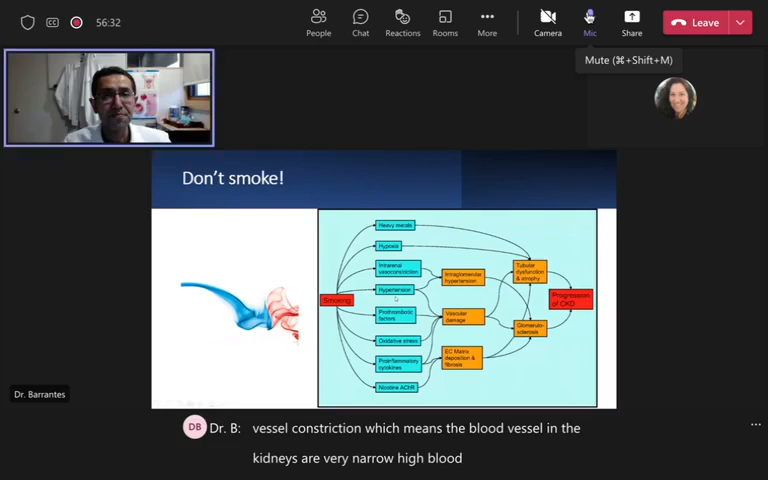 56:32
People
Chat
Reactions
Rooms
More
Camera
Mic
Share
Leave
Mute (⌘+Shift+M)
Don't smoke!
Heavy metals
Hypoxia
Intrarenal
vasoconstriction
Hypertension
Prothrombotic
factors
Oxidative stress
Proinflammatory
cytokines
Nicotine AChR
Smoking
Intraglomerular
hypertension
Vascular
damage
EC Matrix
deposition &
fibrosis
Tubular
dysfunction
& atrophy
Glomerulo-
sclerosis
Progression
of CKD
Dr. Barrantes
DB Dr. B: vessel constriction which means the blood vessel in the
kidneys are very narrow high blood